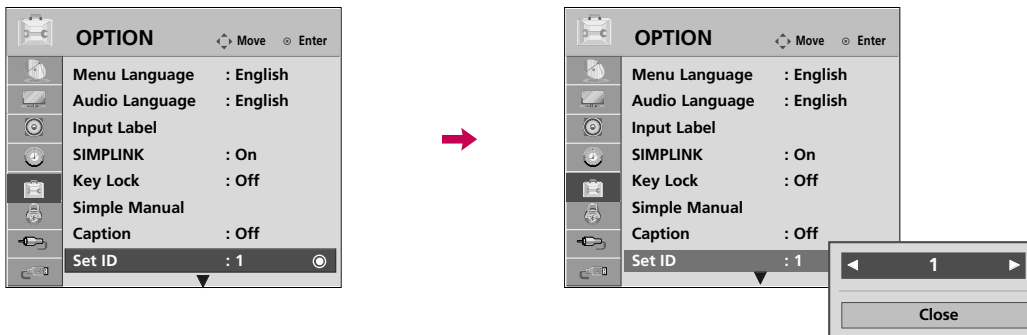 OPTION Move Enter
Menu Language : English
Audio Language : English
Input Label
SIMPLINK : On
Key Lock : Off
Simple Manual
Caption : Off
Set ID : 1
OPTION Move Enter
Menu Language : English
Audio Language : English
Input Label
SIMPLINK : On
Key Lock : Off
Simple Manual
Caption : Off
Set ID : 1
1
Close